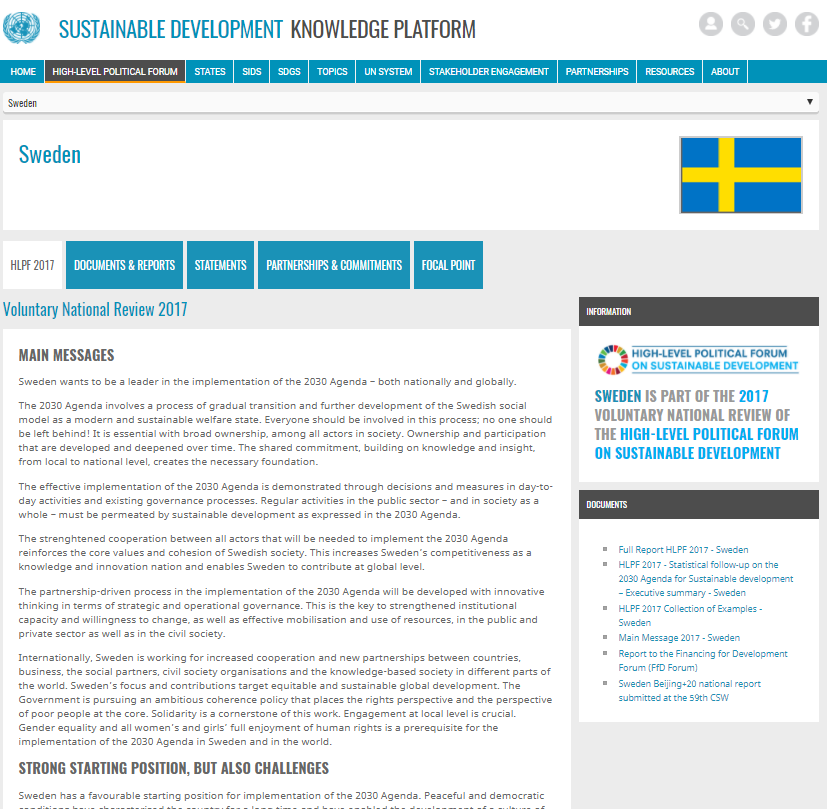 SUSTAINABLE DEVELOPMENT KNOWLEDGE PLATFORM
HOME HIGH-LEVEL POLITICAL FORUM STATES SIDS SDGS TOPICS UN SYSTEM STAKEHOLDER ENGAGEMENT PARTNERSHIPS RESOURCES ABOUT
Sweden
Sweden
HLPF 2017 DOCUMENTS & REPORTS STATEMENTS PARTNERSHIPS & COMMITMENTS FOCAL POINT
Voluntary National Review 2017
MAIN MESSAGES
Sweden wants to be a leader in the implementation of the 2030 Agenda – both nationally and globally.
The 2030 Agenda involves a process of gradual transition and further development of the Swedish social
model as a modern and sustainable welfare state. Everyone should be involved in this process; no one should
be left behind! It is essential with broad ownership, among all actors in society. Ownership and participation
that are developed and deepened over time. The shared commitment, building on knowledge and insight,
from local to national level, creates the necessary foundation.
The effective implementation of the 2030 Agenda is demonstrated through decisions and measures in day-to-
day activities and existing governance processes. Regular activities in the public sector – and in society as a
whole – must be permeated by sustainable development as expressed in the 2030 Agenda.
The strenghtened cooperation between all actors that will be needed to implement the 2030 Agenda
reinforces the core values and cohesion of Swedish society. This increases Sweden's competitiveness as a
knowledge and innovation nation and enables Sweden to contribute at global level.
The partnership-driven process in the implementation of the 2030 Agenda will be developed with innovative
thinking in terms of strategic and operational governance. This is the key to strengthened institutional
capacity and willingness to change, as well as effective mobilisation and use of resources, in the public and
private sector as well as in the civil society.
Internationally, Sweden is working for increased cooperation and new partnerships between countries,
business, the social partners, civil society organisations and the knowledge-based society in different parts of
the world. Sweden's focus and contributions target equitable and sustainable global development. The
Government is pursuing an ambitious coherence policy that places the rights perspective and the perspective
of poor people at the core. Solidarity is a cornerstone of this work. Engagement at local level is crucial.
Gender equality and all women's and girls' full enjoyment of human rights is a prerequisite for the
implementation of the 2030 Agenda in Sweden and in the world.
STRONG STARTING POSITION, BUT ALSO CHALLENGES
Sweden has a favourable starting position for implementation of the 2030 Agenda. Peaceful and democratic
conditions have characterised the country for a long time and have enabled the development of a culture of
INFORMATION
HIGH-LEVEL POLITICAL FORUM
ON SUSTAINABLE DEVELOPMENT
SWEDEN IS PART OF THE 2017
VOLUNTARY NATIONAL REVIEW OF
THE HIGH-LEVEL POLITICAL FORUM
ON SUSTAINABLE DEVELOPMENT
DOCUMENTS
Full Report HLPF 2017 - Sweden
HLPF 2017 - Statistical follow-up on the
2030 Agenda for Sustainable development
– Executive summary - Sweden
HLPF 2017 Collection of Examples -
Sweden
Main Message 2017 - Sweden
Report to the Financing for Development
Forum (FfD Forum)
Sweden Beijing+20 national report
submitted at the 59th CSW